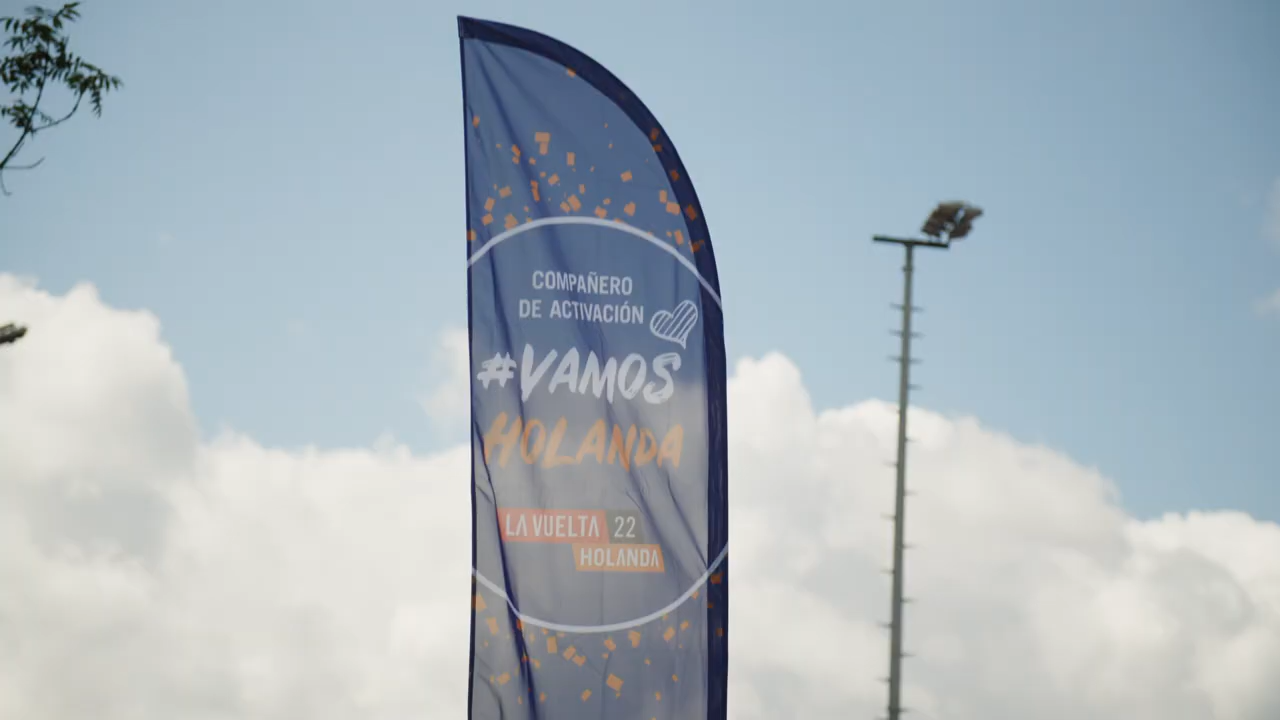 COMPAÑERO
DE ACTIVACIÓN
#VAMOS
HOLANDA
LA VUELTA 22
HOLANDA